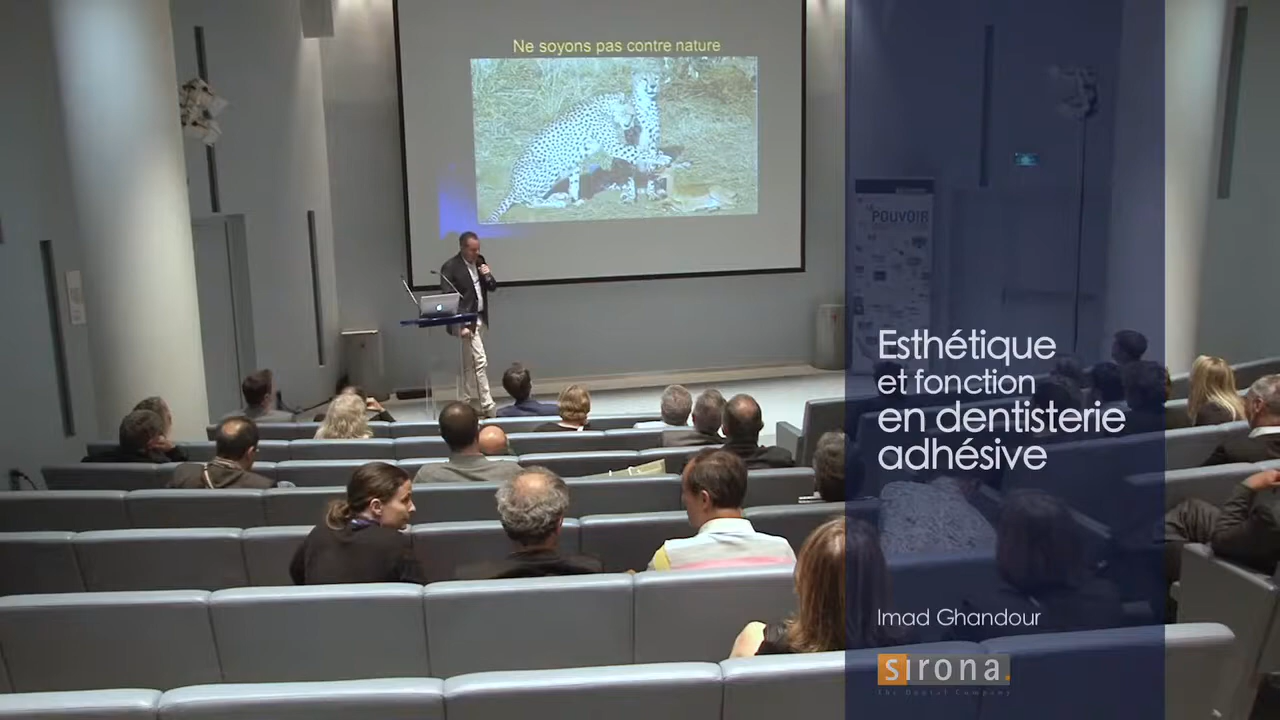 Ne soyons pas contre nature
POUVOIR
Esthétique
et fonction
en dentisterie
adhésive
Imad Ghandour
sirona.
The Dental Company